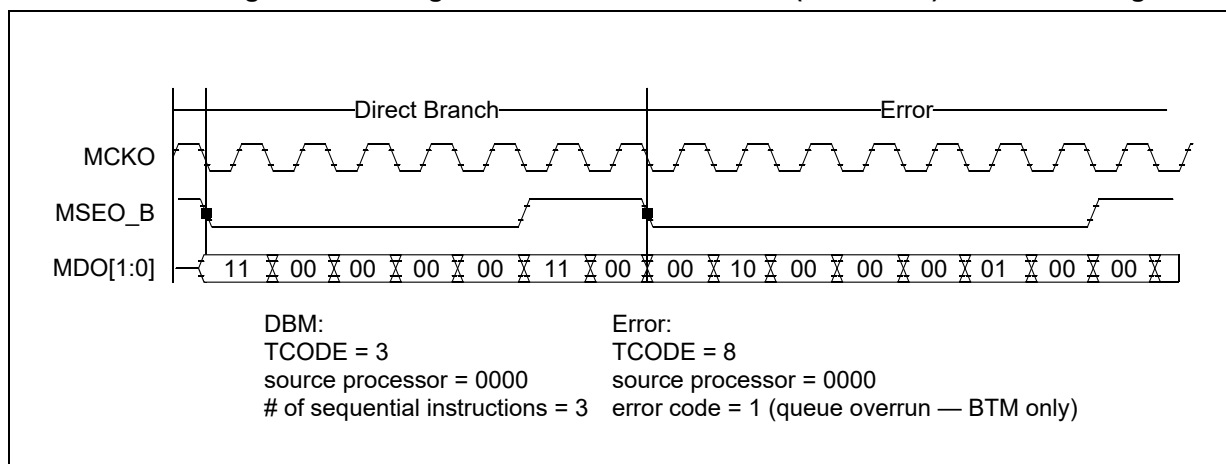 Direct Branch Error
MCKO
MSEO_B
MDO[1:0] 11 00 00 00 00 11 00 00 10 00 00 00 01 00 00
DBM:
TCODE = 3
source processor = 0000
# of sequential instructions = 3
Error:
TCODE = 8
source processor = 0000
error code = 1 (queue overrun — BTM only)